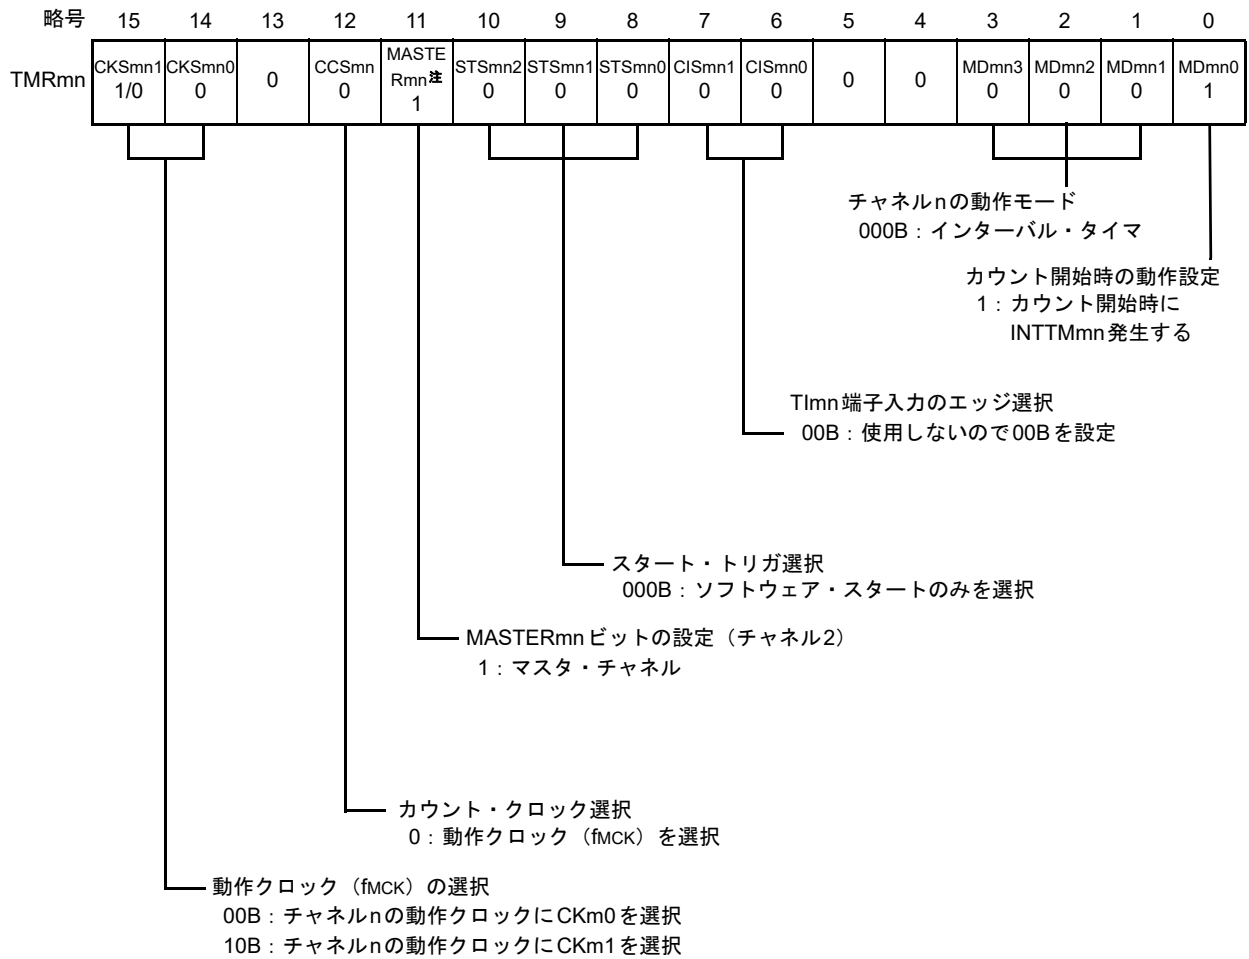 略号 15 14 13 12 11 10 9 8 7 6 5 4 3 2 1 0
TMRmn CKSmn1 1/0 CKSmn0 0 0 CCSmn 0 MASTE Rmn注 1 STSmn2 0 STSmn1 0 STSmn0 0 CISmn1 0 CISmn0 0 0 0 MDmn3 0 MDmn2 0 MDmn1 0 MDmn0 1
チャネルnの動作モード
000B：インターバル・タイマ
カウント開始時の動作設定
1：カウント開始時に
INTTMmn発生する
TImn端子入力のエッジ選択
00B：使用しないので00Bを設定
スタート・トリガ選択
000B：ソフトウェア・スタートのみを選択
MASTERmnビットの設定（チャネル2）
1：マスタ・チャネル
カウント・クロック選択
0：動作クロック（fMCK）を選択
動作クロック（fMCK）の選択
00B：チャネルnの動作クロックにCKm0を選択
10B：チャネルnの動作クロックにCKm1を選択